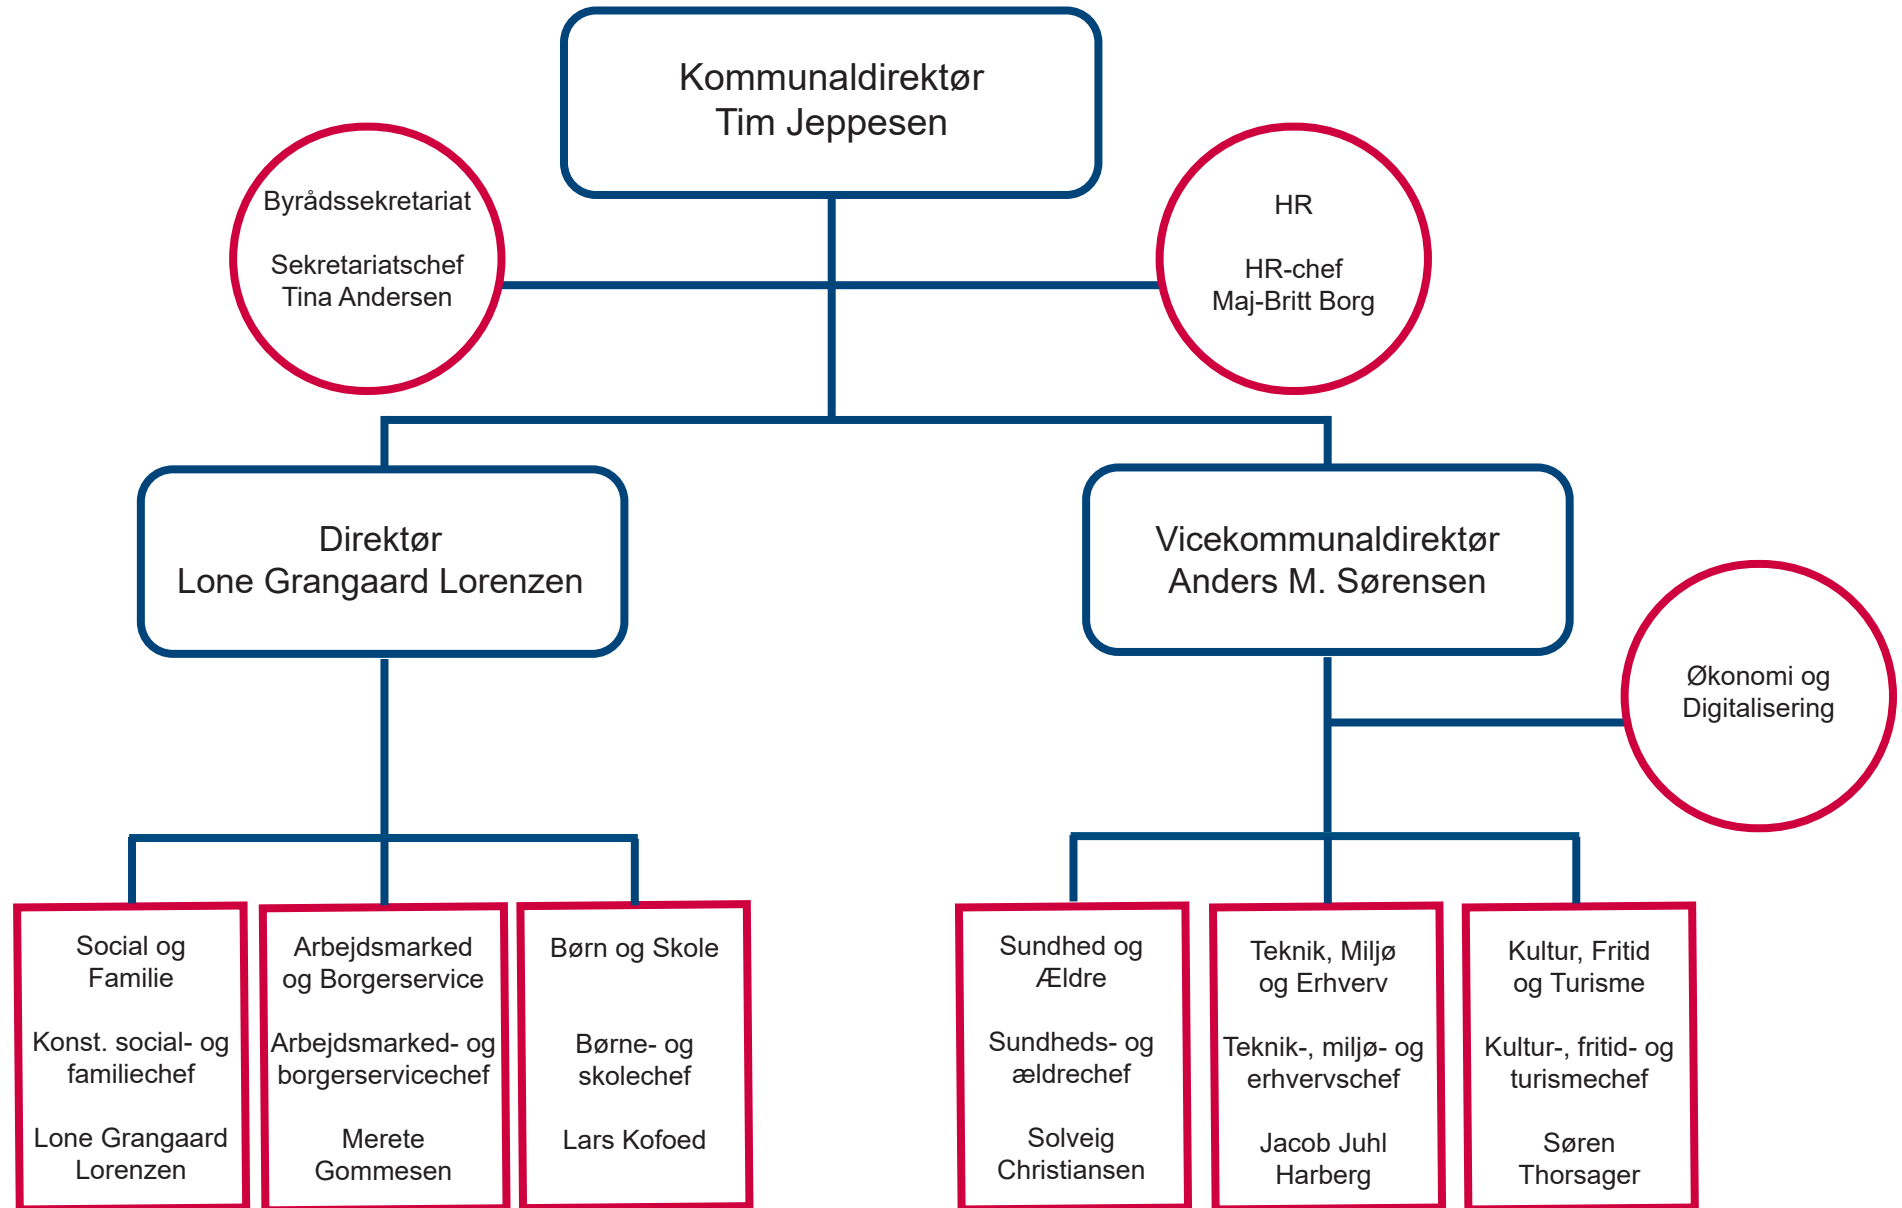 Kommunaldirektør
Tim Jeppesen
Byrådssekretariat
Sekretariatschef
Tina Andersen
HR
HR-chef
Maj-Britt Borg
Direktør
Lone Grangaard Lorenzen
Vicekommunaldirektør
Anders M. Sørensen
Økonomi og
Digitalisering
Social og
Familie
Konst. social- og
familiechef
Lone Grangaard
Lorenzen
Arbejdsmarked
og Borgerservice
Arbejdsmarked- og
borgerservicechef
Merete
Gommesen
Børn og Skole
Børne- og
skolechef
Lars Kofoed
Sundhed og
Ældre
Sundheds- og
ældrechef
Solveig
Christiansen
Teknik, Miljø
og Erhverv
Teknik-, miljø- og
erhvervschef
Jacob Juhl
Harberg
Kultur, Fritid
og Turisme
Kultur-, fritid- og
turismechef
Søren
Thorsager